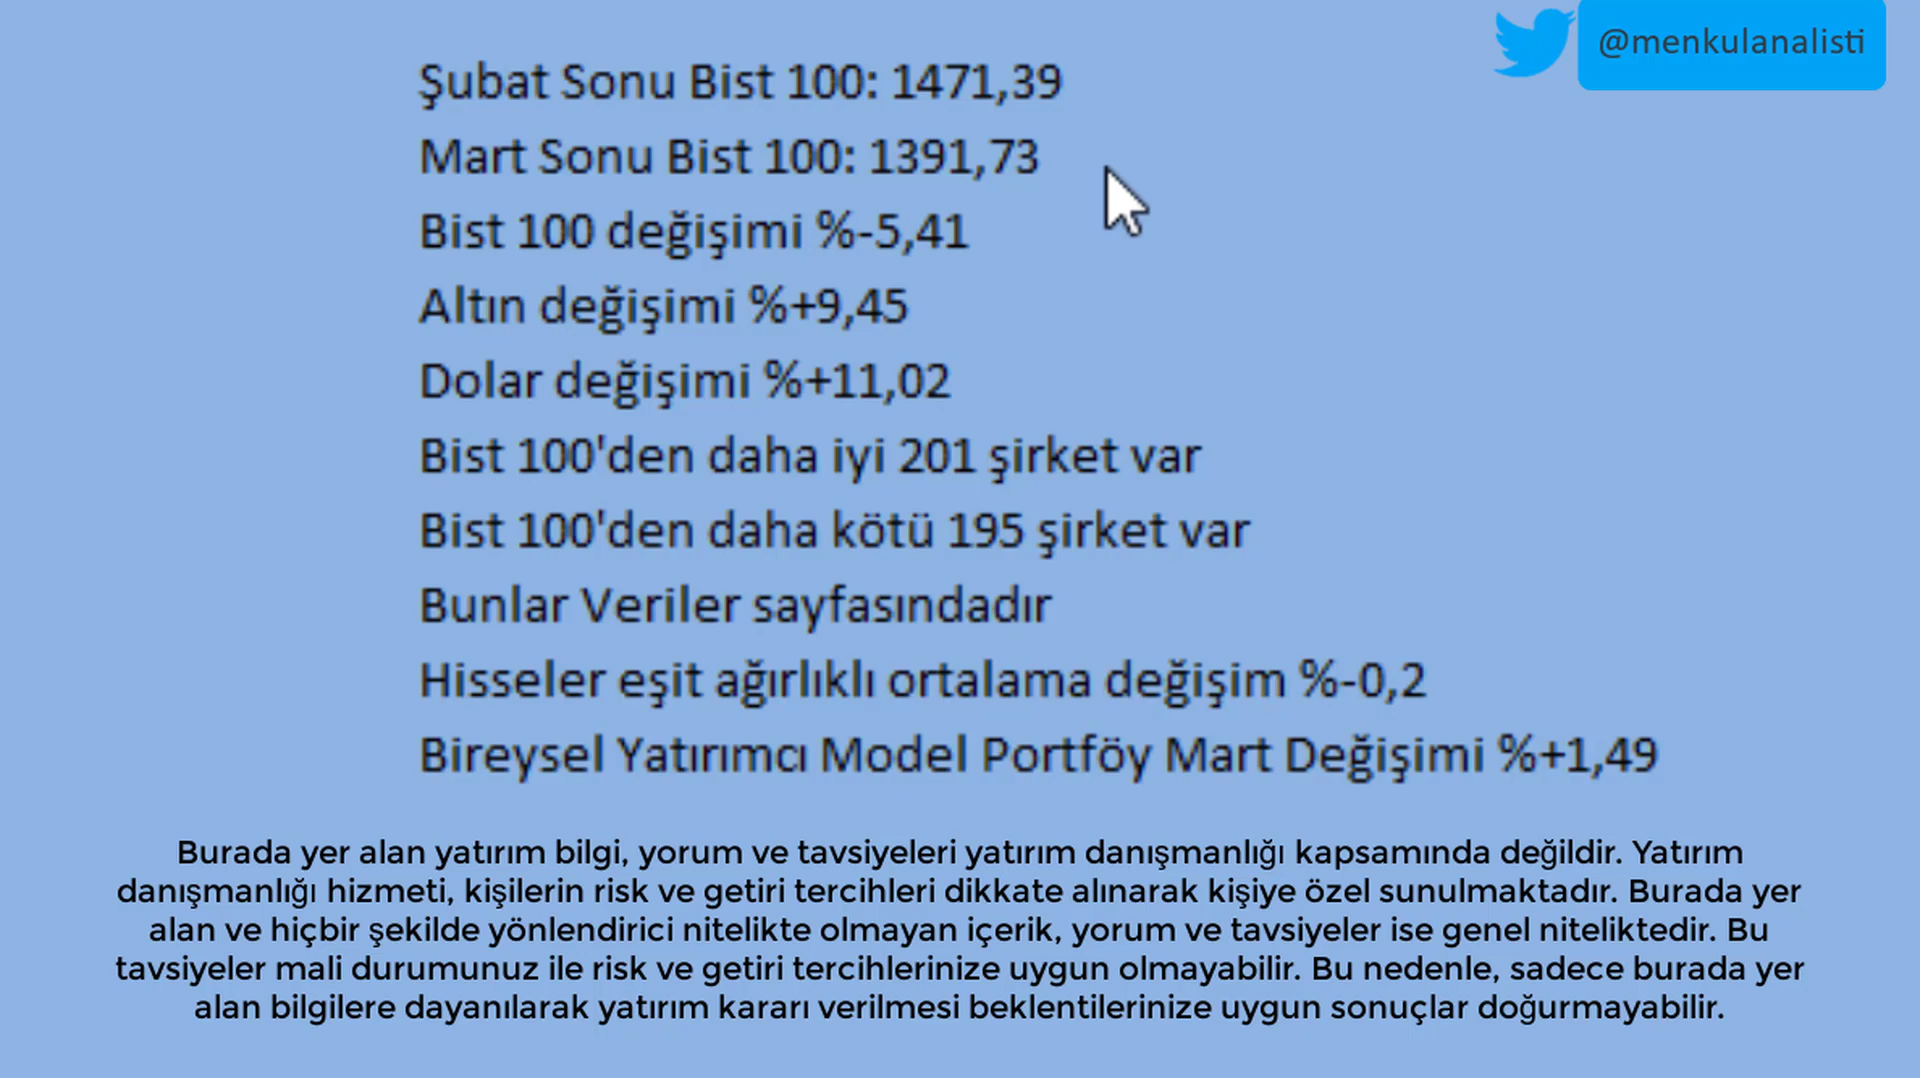 @menkulanalisti
Şubat Sonu Bist 100: 1471,39
Mart Sonu Bist 100: 1391,73
Bist 100 değişimi %-5,41
Altın değişimi %+9,45
Dolar değişimi %+11,02
Bist 100'den daha iyi 201 şirket var
Bist 100'den daha kötü 195 şirket var
Bunlar Veriler sayfasındadır
Hisseler eşit ağırlıklı ortalama değişim %-0,2
Bireysel Yatırımcı Model Portföy Mart Değişimi %+1,49
Burada yer alan yatırım bilgi, yorum ve tavsiyeleri yatırım danışmanlığı kapsamında değildir. Yatırım
danışmanlığı hizmeti, kişilerin risk ve getiri tercihleri dikkate alınarak kişiye özel sunulmaktadır. Burada yer
alan ve hiçbir şekilde yönlendirici nitelikte olmayan içerik, yorum ve tavsiyeler ise genel niteliktedir. Bu
tavsiyeler mali durumunuz ile risk ve getiri tercihlerinize uygun olmayabilir. Bu nedenle, sadece burada yer
alan bilgilere dayanılarak yatırım kararı verilmesi beklentilerinize uygun sonuçlar doğurmayabilir.